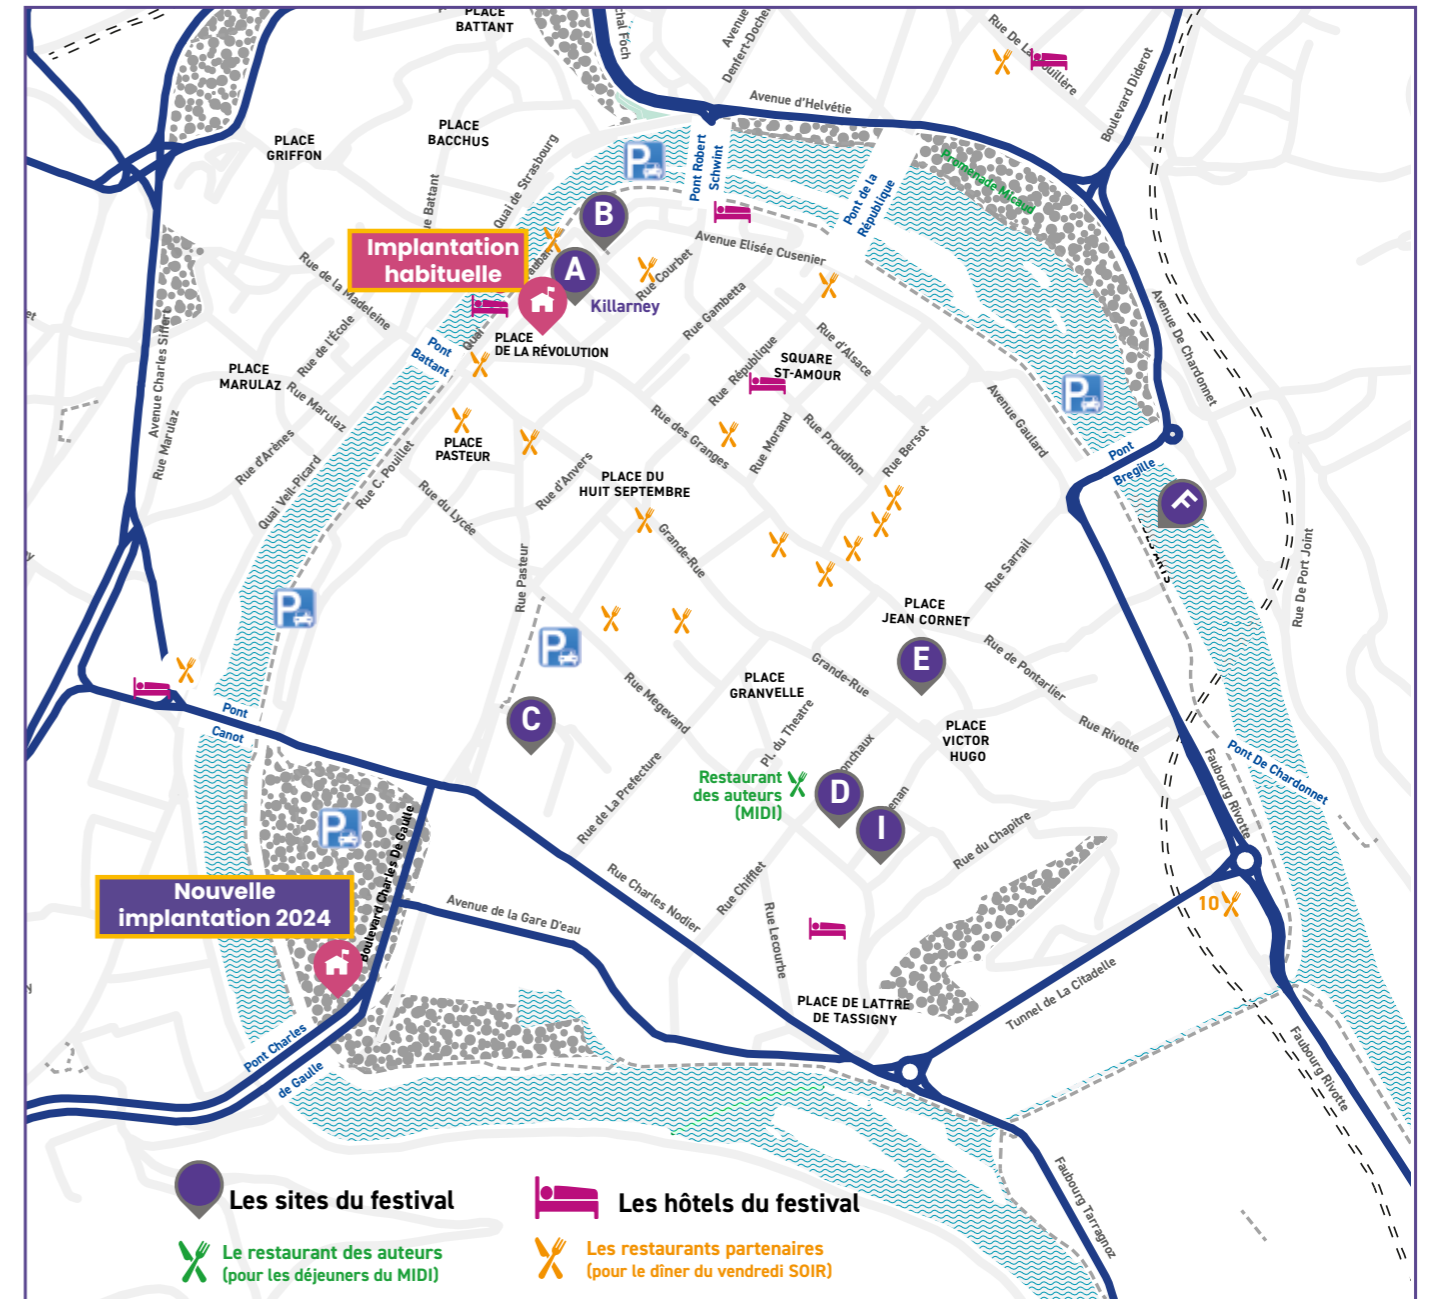 PLACE
BATTANT
chal Foch
Avenue
Denfert-Doche
Rue De La
ouillère
Boulevard Diderot
Avenue d'Helvétie
PLACE
GRIFFON
PLACE
BACCHUS
Quai de Strasbourg
ue Battant
Pont Robert
Schwint
Pont de la
République
Promenade Micaud
P
B
A
Killarney
Implantation
habituelle
auban
Rue Courbet
Avenue Elisée Cusenier
Rue de la Madeleine
Quai
PLACE
DE LA RÉVOLUTION
Rue Gambetta
Rue d'Alsace
Avenue De Chardonnet
Avenue Charles Siffert
Rue de l'École
Pont
Battant
Rue République
SQUARE
ST-AMOUR
P
PLACE
MARULAZ
Rue Marulaz
Rue Marulaz
Rue d'Arènes
Quai Veil-Picard
Rue C. Pouillet
PLACE
PASTEUR
Rue du Lycée
Rue d'Anvers
Rue des Granges
Rue Morand
Rue Proudhon
Rue Bersot
Avenue Gaulard
Pont
Bregille
F
PLACE DU
HUIT SEPTEMBRE
Grande-Rue
Rue Pasteur
Rue Sarrail
Rue De Port Joint
P
P
PLACE
JEAN CORNET
E
Rue de Pontarlier
Grande-Rue
PLACE
GRANVELLE
Rue Megevand
C
Pont
Canot
Pl. du Theatre
onchaux
PLACE
VICTOR
HUGO
Rue Rivotte
Pont De Chardonnet
Faubourg Rivotte
Restaurant
des auteurs
(MIDI)
D
I
enan
Rue de La Prefecture
Rue du Chapitre
P
Boulevard Charles De Gaulle
Nouvelle
implantation 2024
Avenue de la Gare D'eau
Rue Charles Nodier
Rue Chifflet
Rue Lecourbe
10
Tunnel de La Citadelle
PLACE DE LATTRE
DE TASSIGNY
Pont Charles
de Gaulle
Faubourg Rivotte
Faubourg Tarragnoz
Les sites du festival
Les hôtels du festival
Le restaurant des auteurs
(pour les déjeuners du MIDI)
Les restaurants partenaires
(pour le dîner du vendredi SOIR)